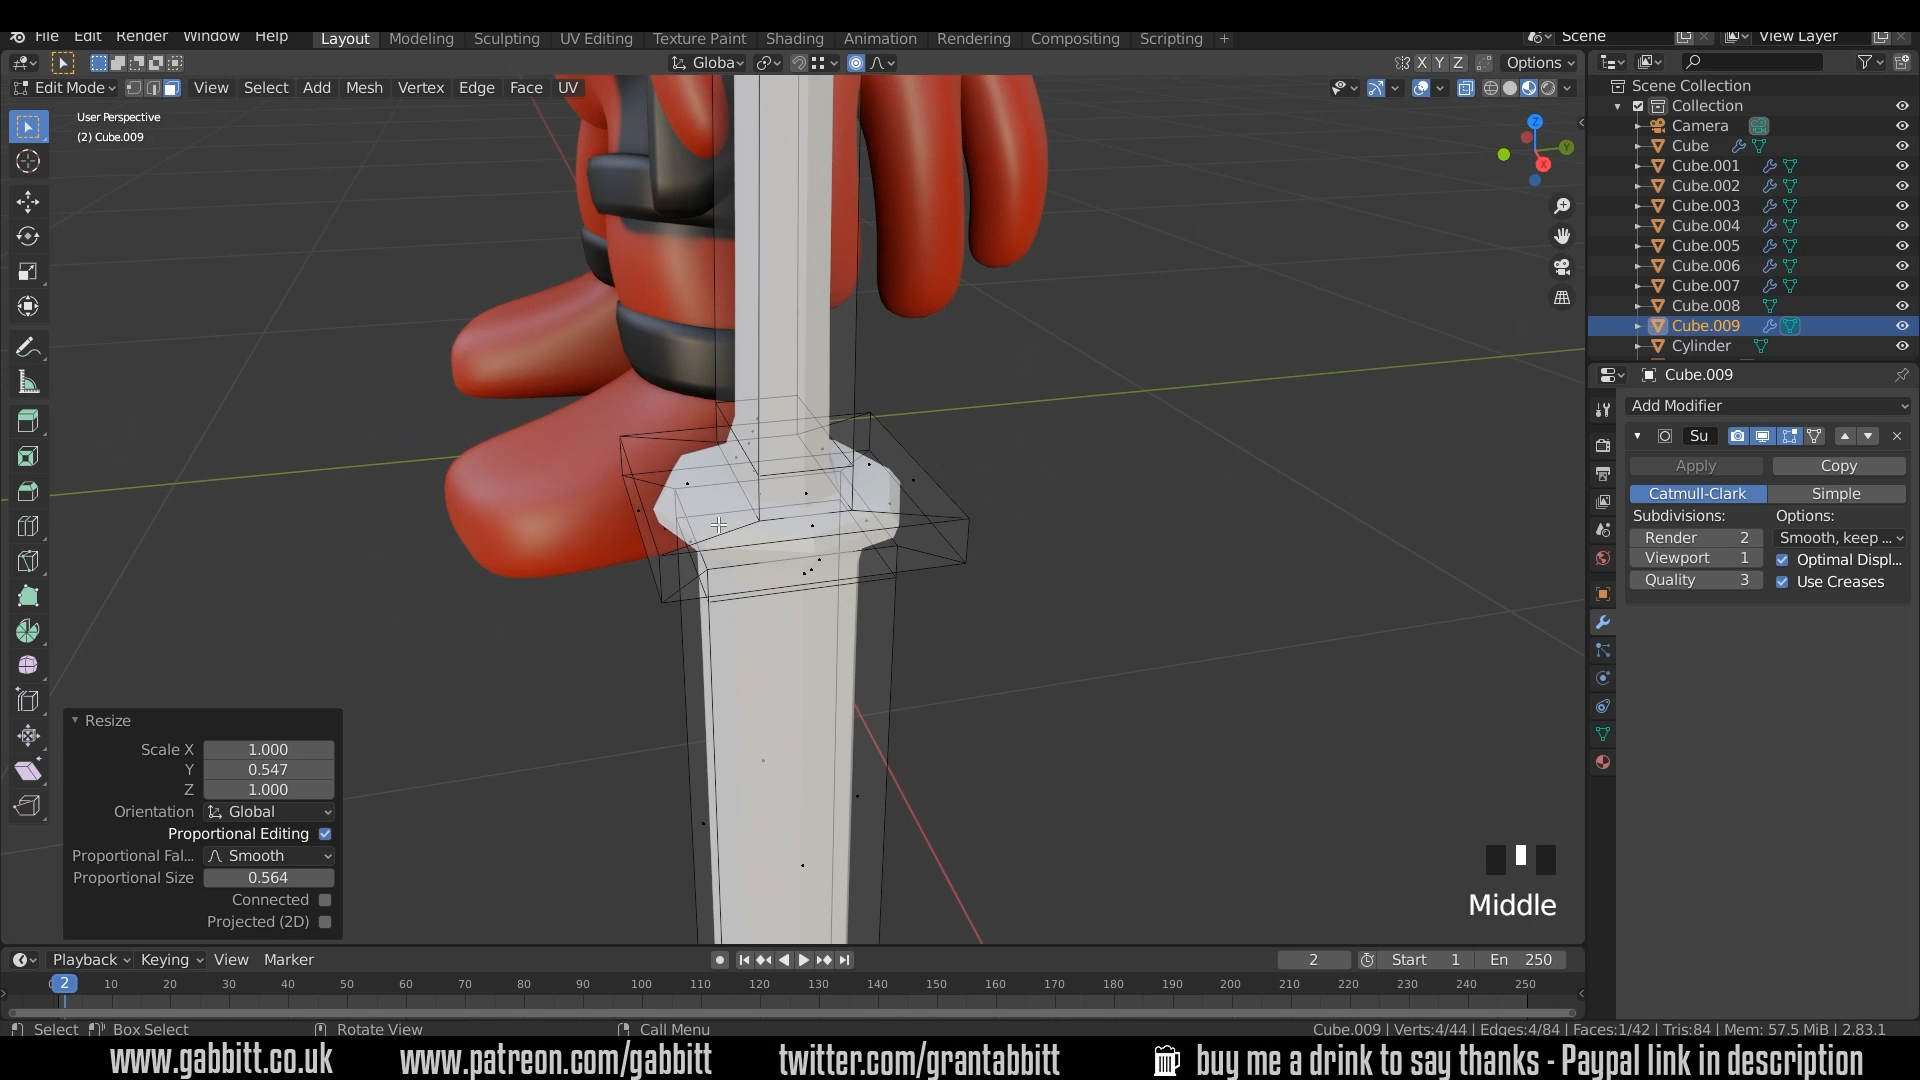 File Edit Render Window Help Layout Modeling Sculpting UV Editing Texture Paint Shading Animation Rendering Compositing Scripting + Scene View Layer
Globa X Y Z Options
Edit Mode View Select Add Mesh Vertex Edge Face UV
User Perspective
(2) Cube.009
Z
Y
X
Scene Collection
Collection
Camera
Cube
Cube.001
Cube.002
Cube.003
Cube.004
Cube.005
Cube.006
Cube.007
Cube.008
Cube.009
Cylinder
Cube.009
Add Modifier
Su
Apply Copy
Catmull-Clark Simple
Subdivisions: Options:
Render 2 Smooth, keep ...
Viewport 1 Optimal Displ...
Quality 3 Use Creases
Resize
Scale X 1.000
Y 0.547
Z 1.000
Orientation Global
Proportional Editing
Proportional Fal... Smooth
Proportional Size 0.564
Connected
Projected (2D)
Middle
Playback Keying View Marker 2 Start 1 En 250
2 10 20 30 40 50 60 70 80 90 100 110 120 130 140 150 160 170 180 190 200 210 220 230 240 250
Select Box Select Rotate View Call Menu Cube.009 | Verts:4/44 | Edges:4/84 | Faces:1/42 | Tris:84 | Mem: 57.5 MiB | 2.83.1
www.gabbitt.co.uk www.patreon.com/gabbitt twitter.com/grantabbitt buy me a drink to say thanks - Paypal link in description